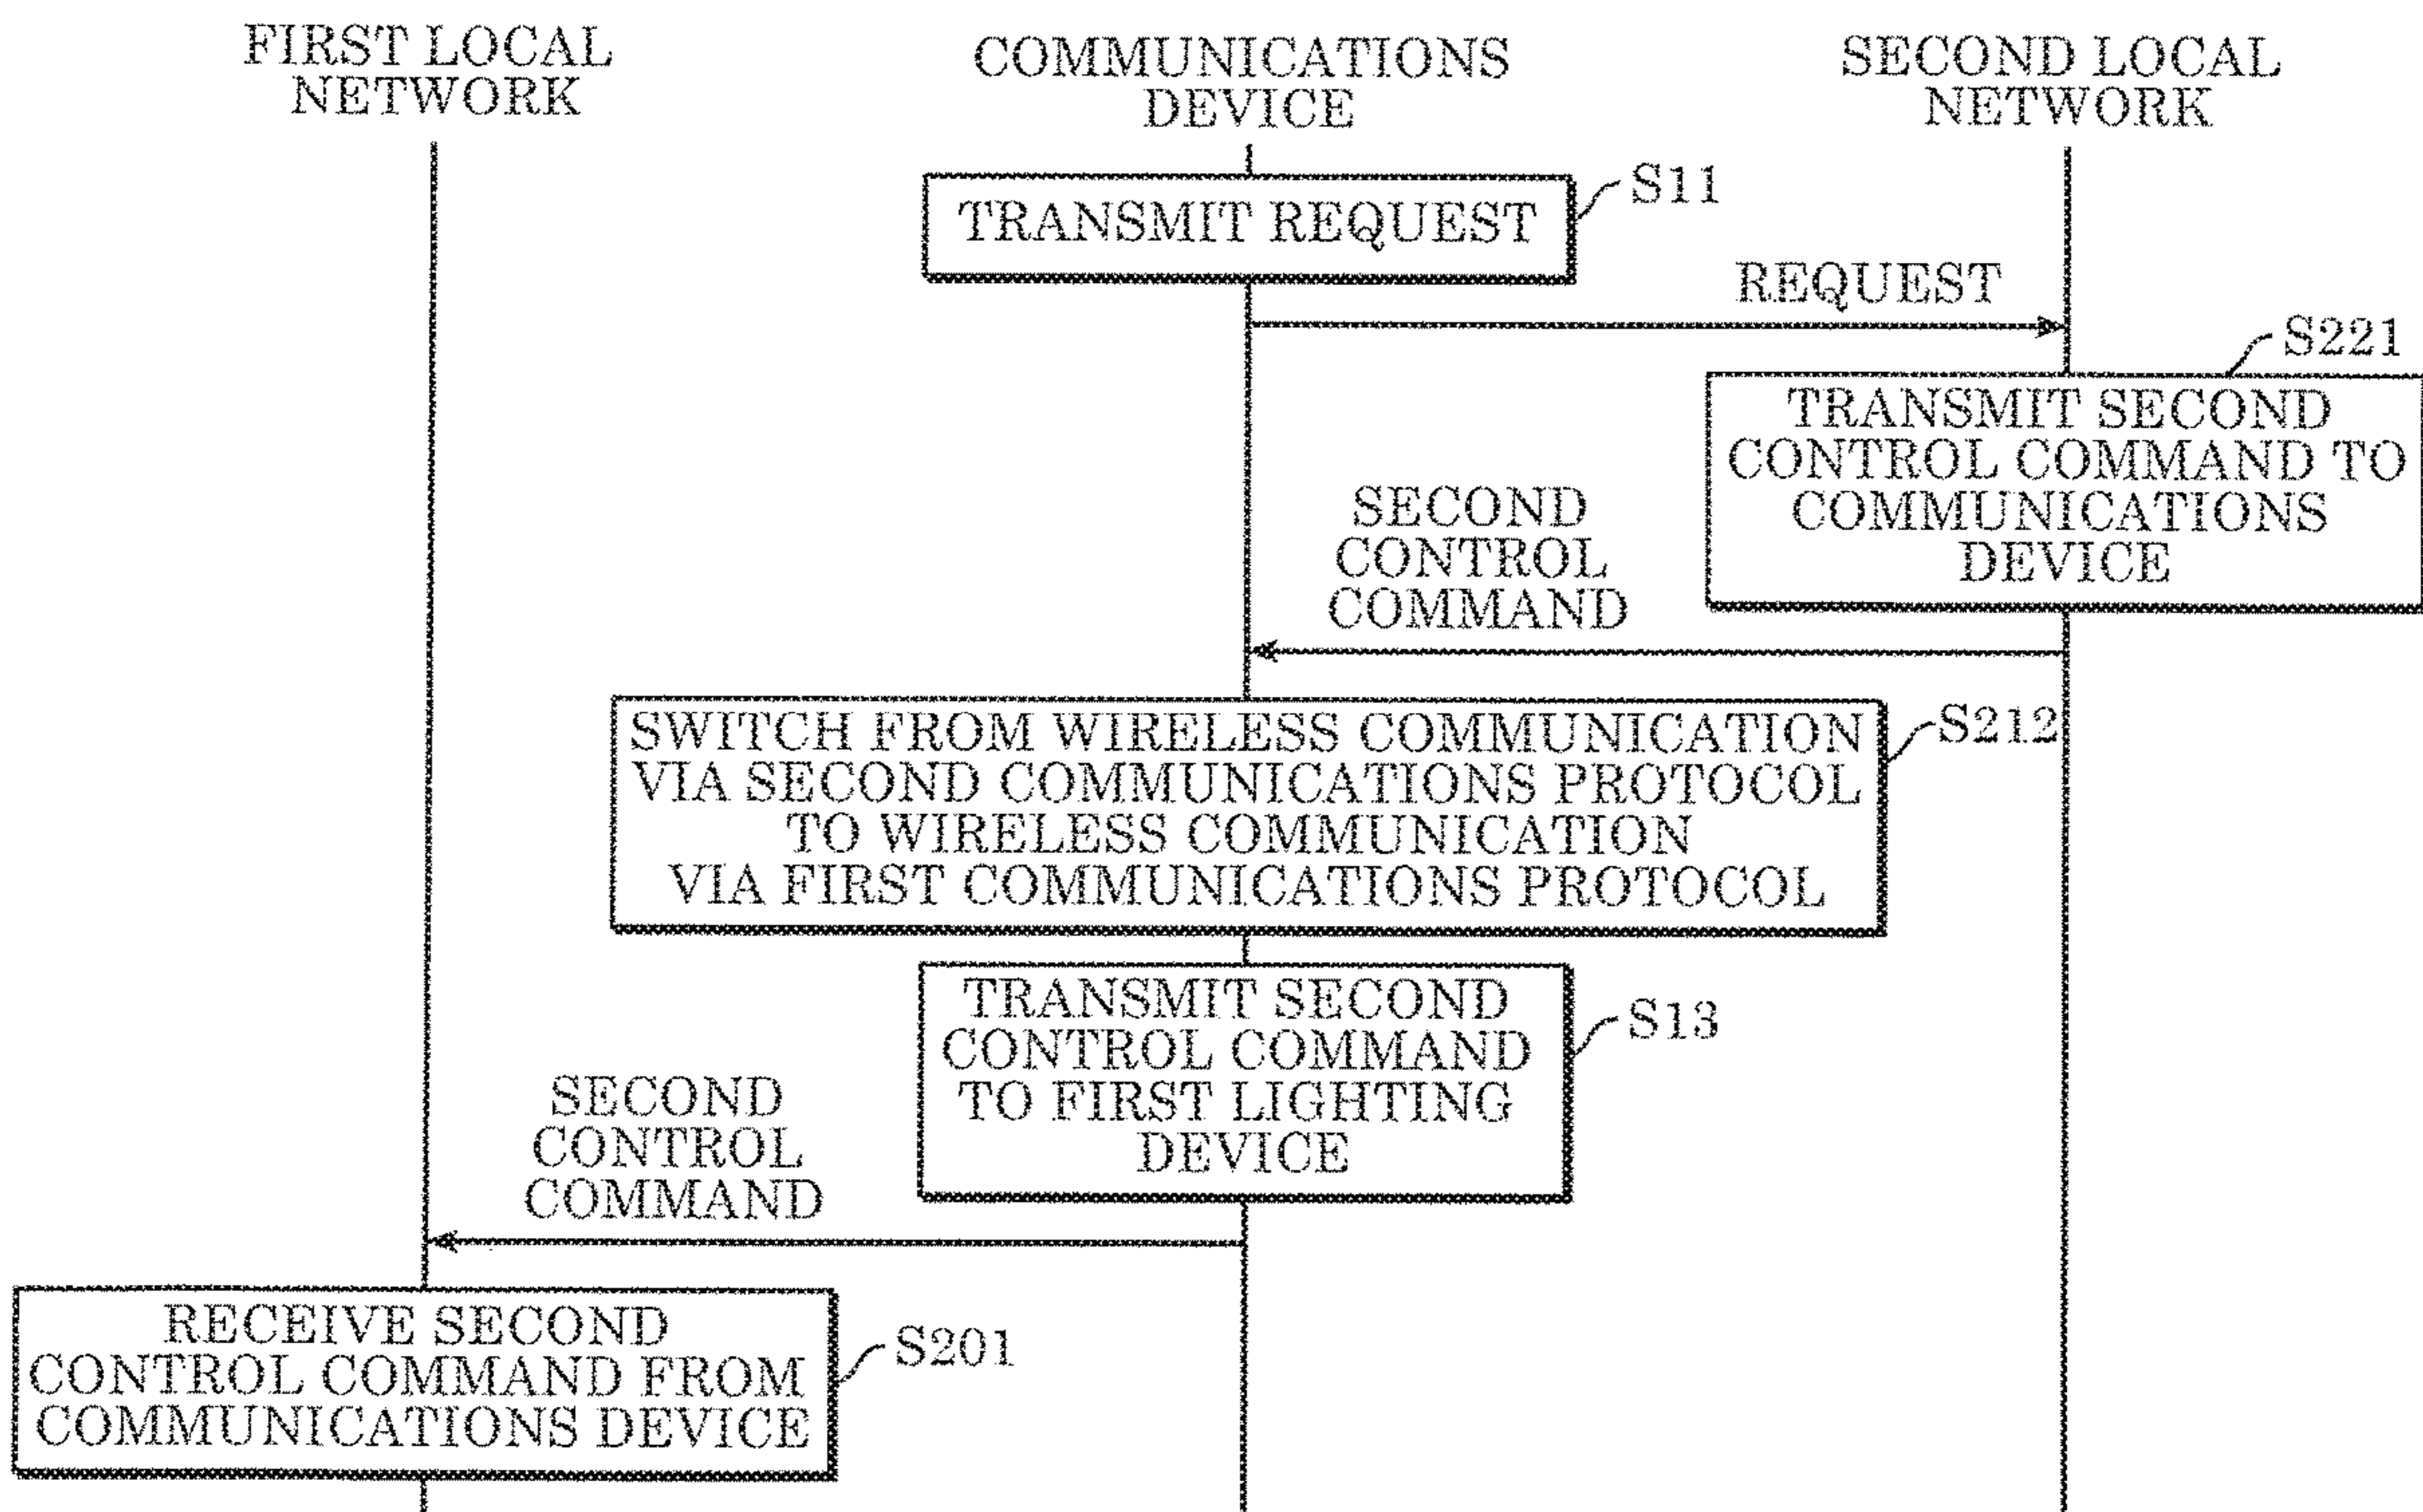 FIRST LOCAL
NETWORK
COMMUNICATIONS
DEVICE
SECOND LOCAL
NETWORK
TRANSMIT REQUEST
S11
REQUEST
S221
TRANSMIT SECOND
CONTROL COMMAND TO
COMMUNICATIONS
DEVICE
SECOND
CONTROL
COMMAND
SWITCH FROM WIRELESS COMMUNICATION
VIA SECOND COMMUNICATIONS PROTOCOL
TO WIRELESS COMMUNICATION
VIA FIRST COMMUNICATIONS PROTOCOL
S212
TRANSMIT SECOND
CONTROL COMMAND
TO FIRST LIGHTING
DEVICE
S13
SECOND
CONTROL
COMMAND
RECEIVE SECOND
CONTROL COMMAND FROM
COMMUNICATIONS DEVICE
S201